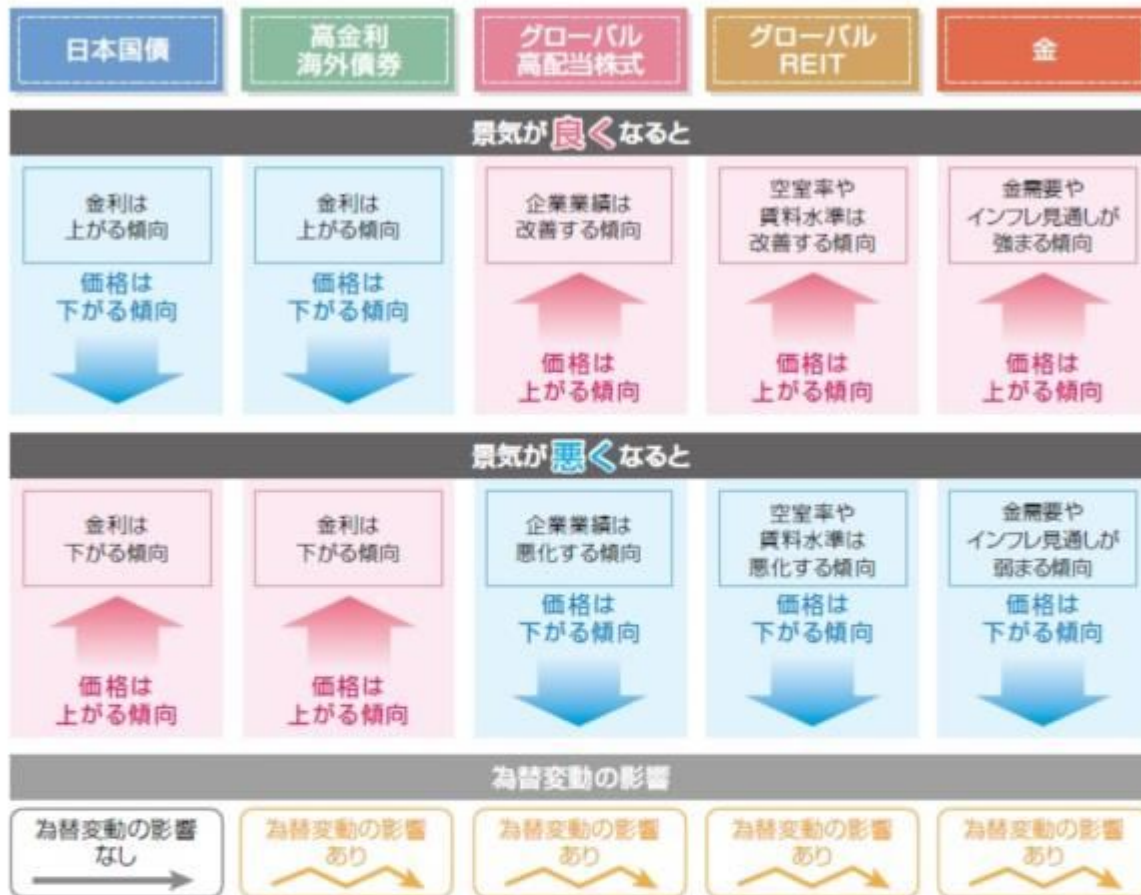 日本国債
高金利
海外債券
グローバル
高配当株式
グローバル
REIT
金
景気が良くなると
金利は
上がる傾向
価格は
下がる傾向
金利は
上がる傾向
価格は
下がる傾向
企業業績は
改善する傾向
価格は
上がる傾向
空室率や
賃料水準は
改善する傾向
価格は
上がる傾向
金需要や
インフレ見通しが
強まる傾向
価格は
上がる傾向
景気が悪くなると
金利は
下がる傾向
価格は
上がる傾向
金利は
下がる傾向
価格は
上がる傾向
企業業績は
悪化する傾向
価格は
下がる傾向
空室率や
賃料水準は
悪化する傾向
価格は
下がる傾向
金需要や
インフレ見通しが
弱まる傾向
価格は
下がる傾向
為替変動の影響
為替変動の影響
なし
為替変動の影響
あり
為替変動の影響
あり
為替変動の影響
あり
為替変動の影響
あり